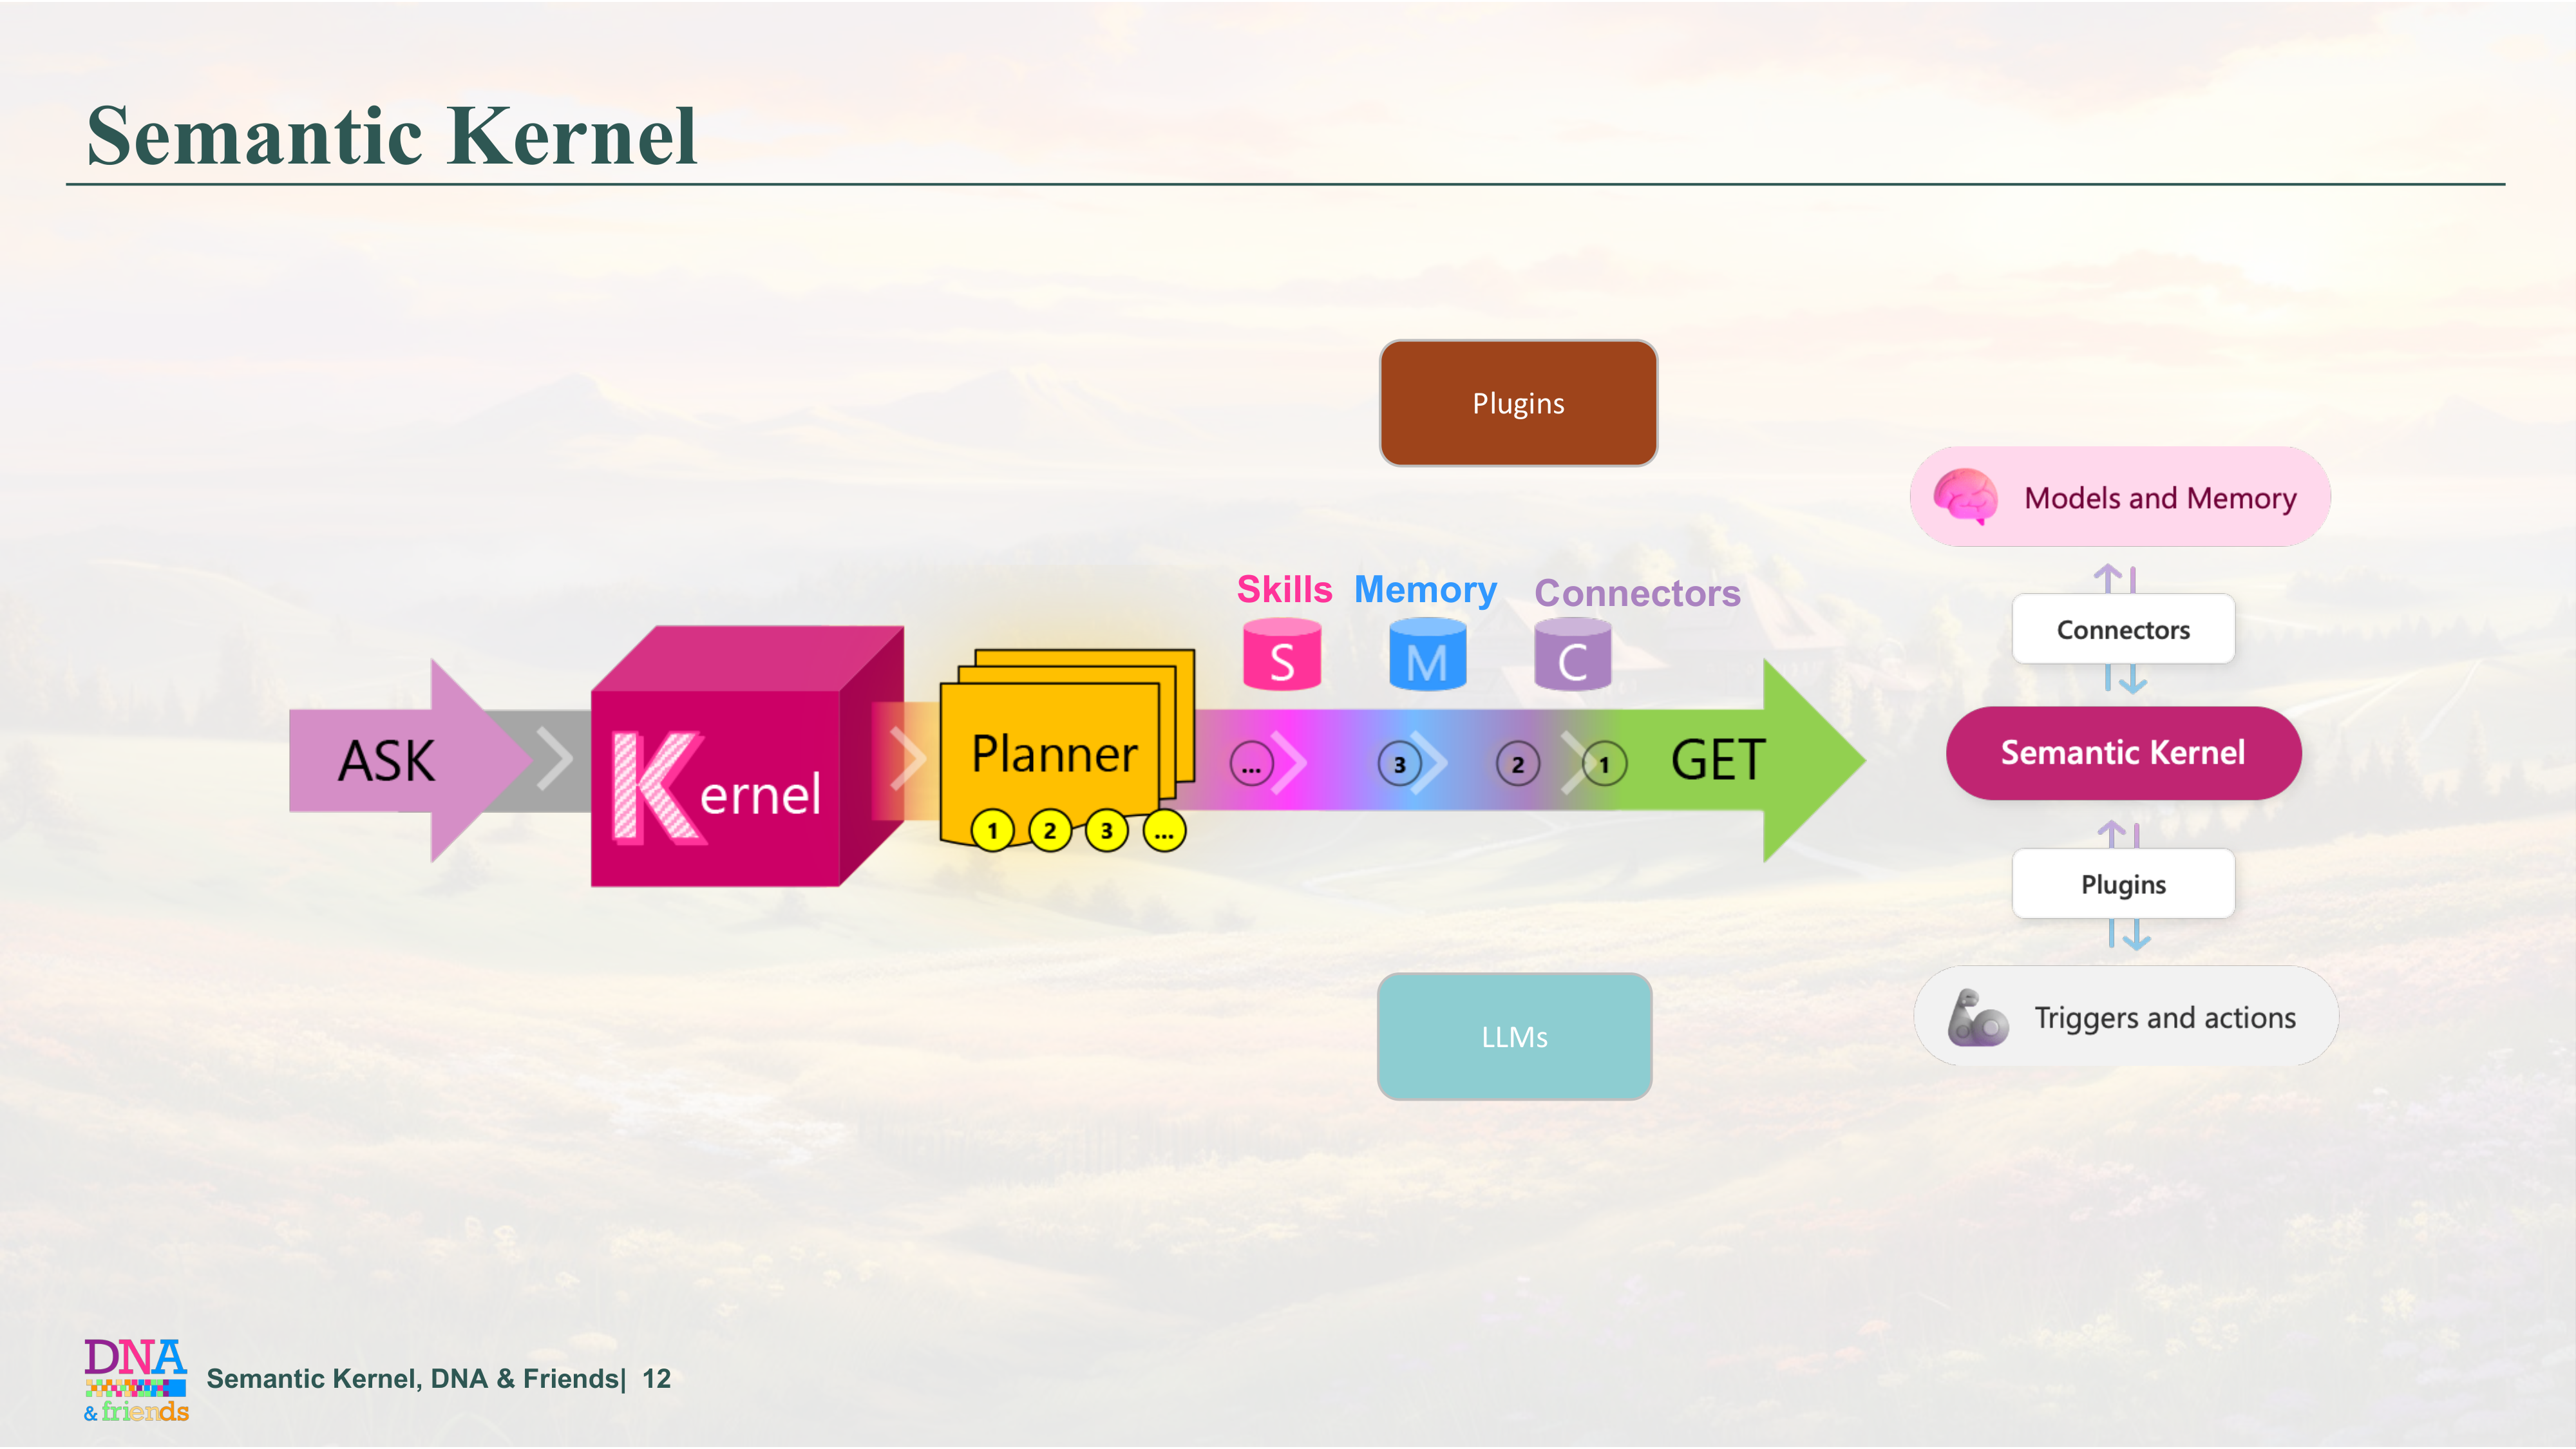 Semantic Kernel
Plugins
Models and Memory
Skills Memory Connectors
S M C
Connectors
ASK
Kernel
Planner
1 2 3 ...
... 3 2 1
GET
Semantic Kernel
Plugins
LLMs
Triggers and actions
DNA
& friends
Semantic Kernel, DNA & Friends| 12